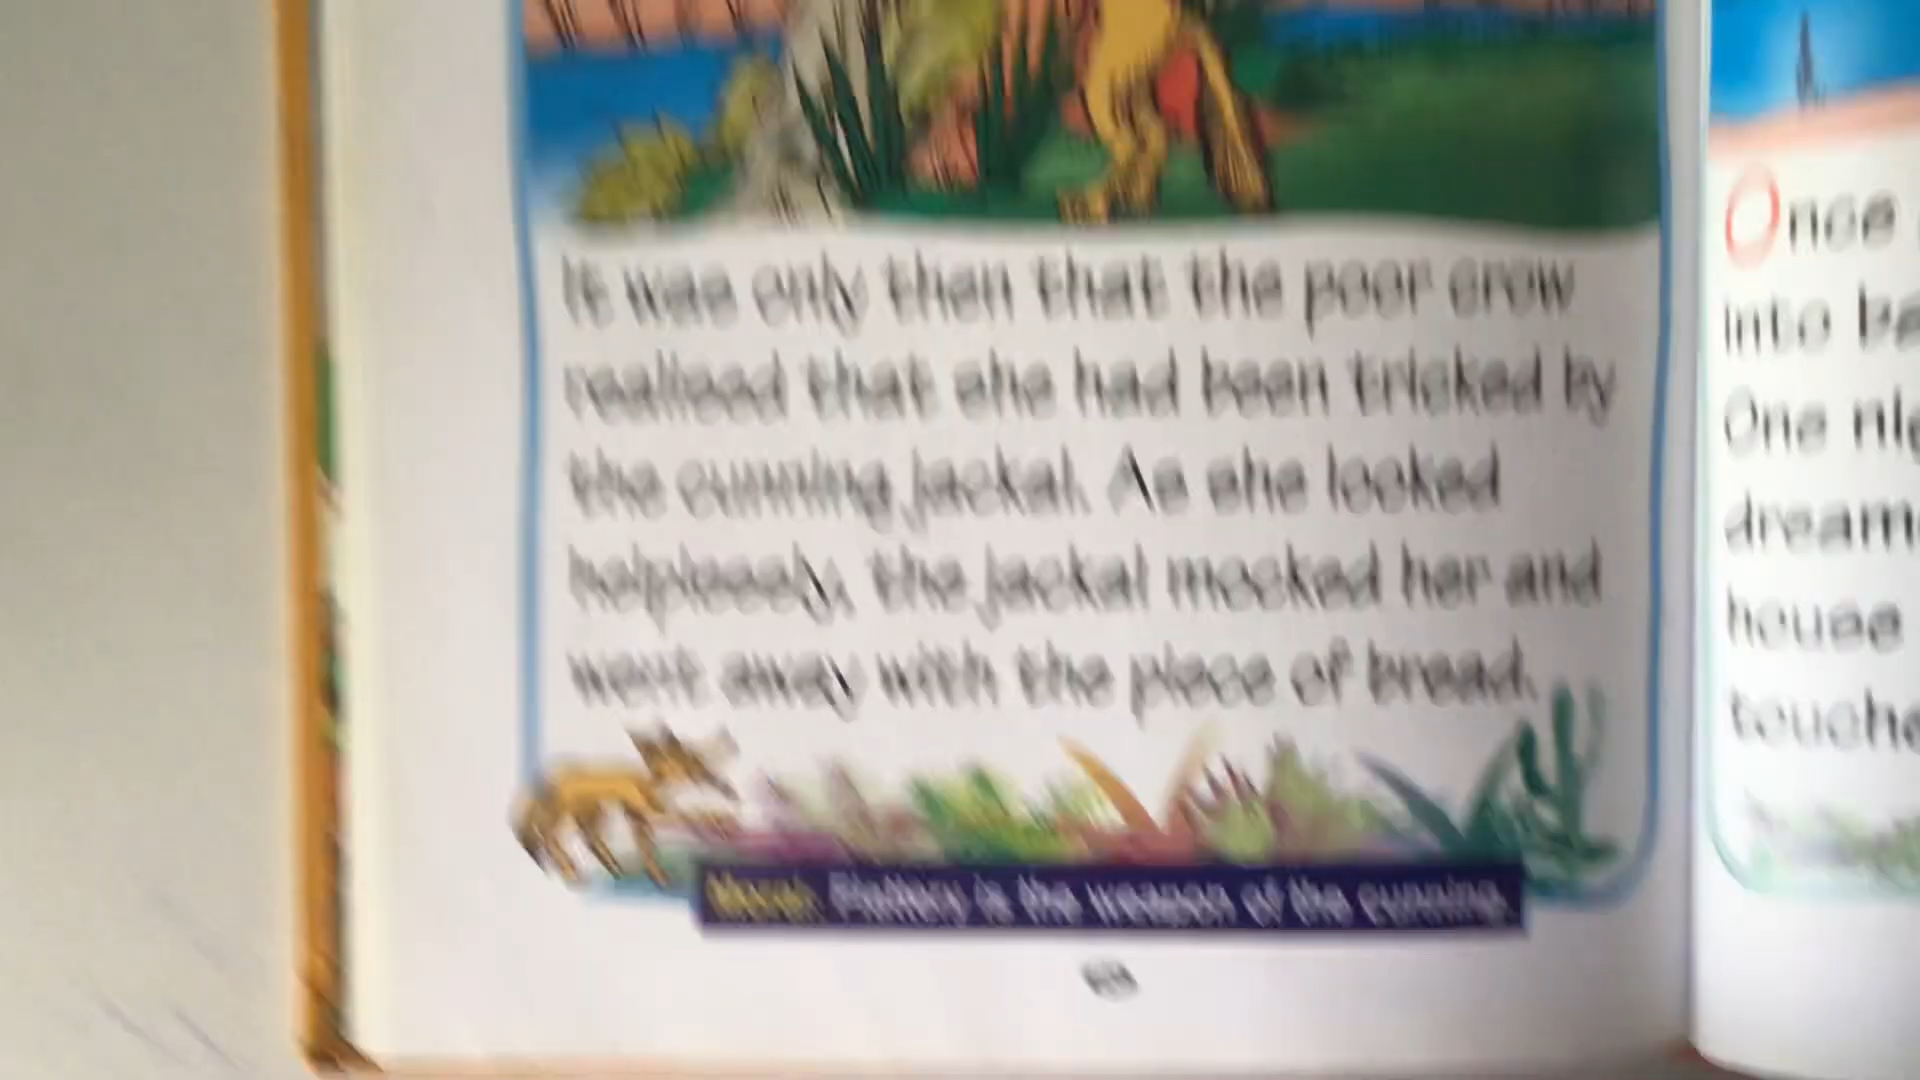 It was only then that the poor crow
realised that she had been tricked by
the cunning jackal. As she looked
helplessly, the jackal mocked her and
went away with the piece of bread.
Moral: Flattery is the weapon of the cunning.
Once
into
One
dream
house